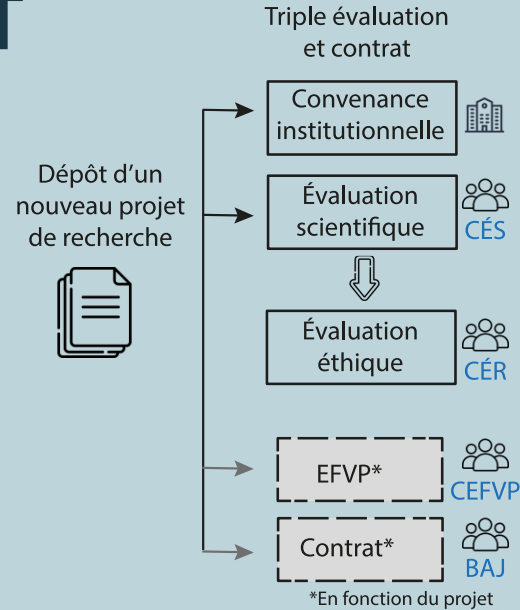 Triple évaluation
et contrat
Dépôt d'un
nouveau projet
de recherche
Convenance
institutionnelle
Évaluation
scientifique
CÉS
Évaluation
éthique
CÉR
EFVP*
CEFVP
Contrat*
BAJ
*En fonction du projet